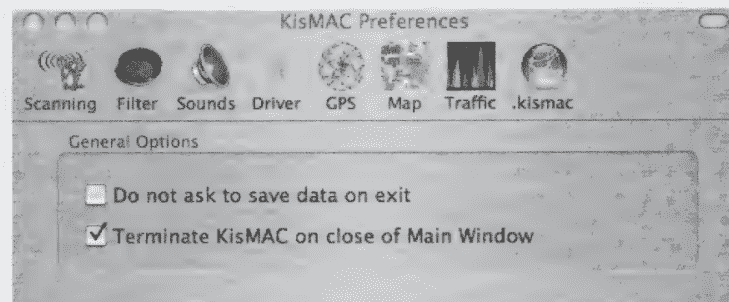 KisMAC Preferences
Scanning Filter Sounds Driver GPS Map Traffic .kismac
General Options
Do not ask to save data on exit
Terminate KisMAC on close of Main Window